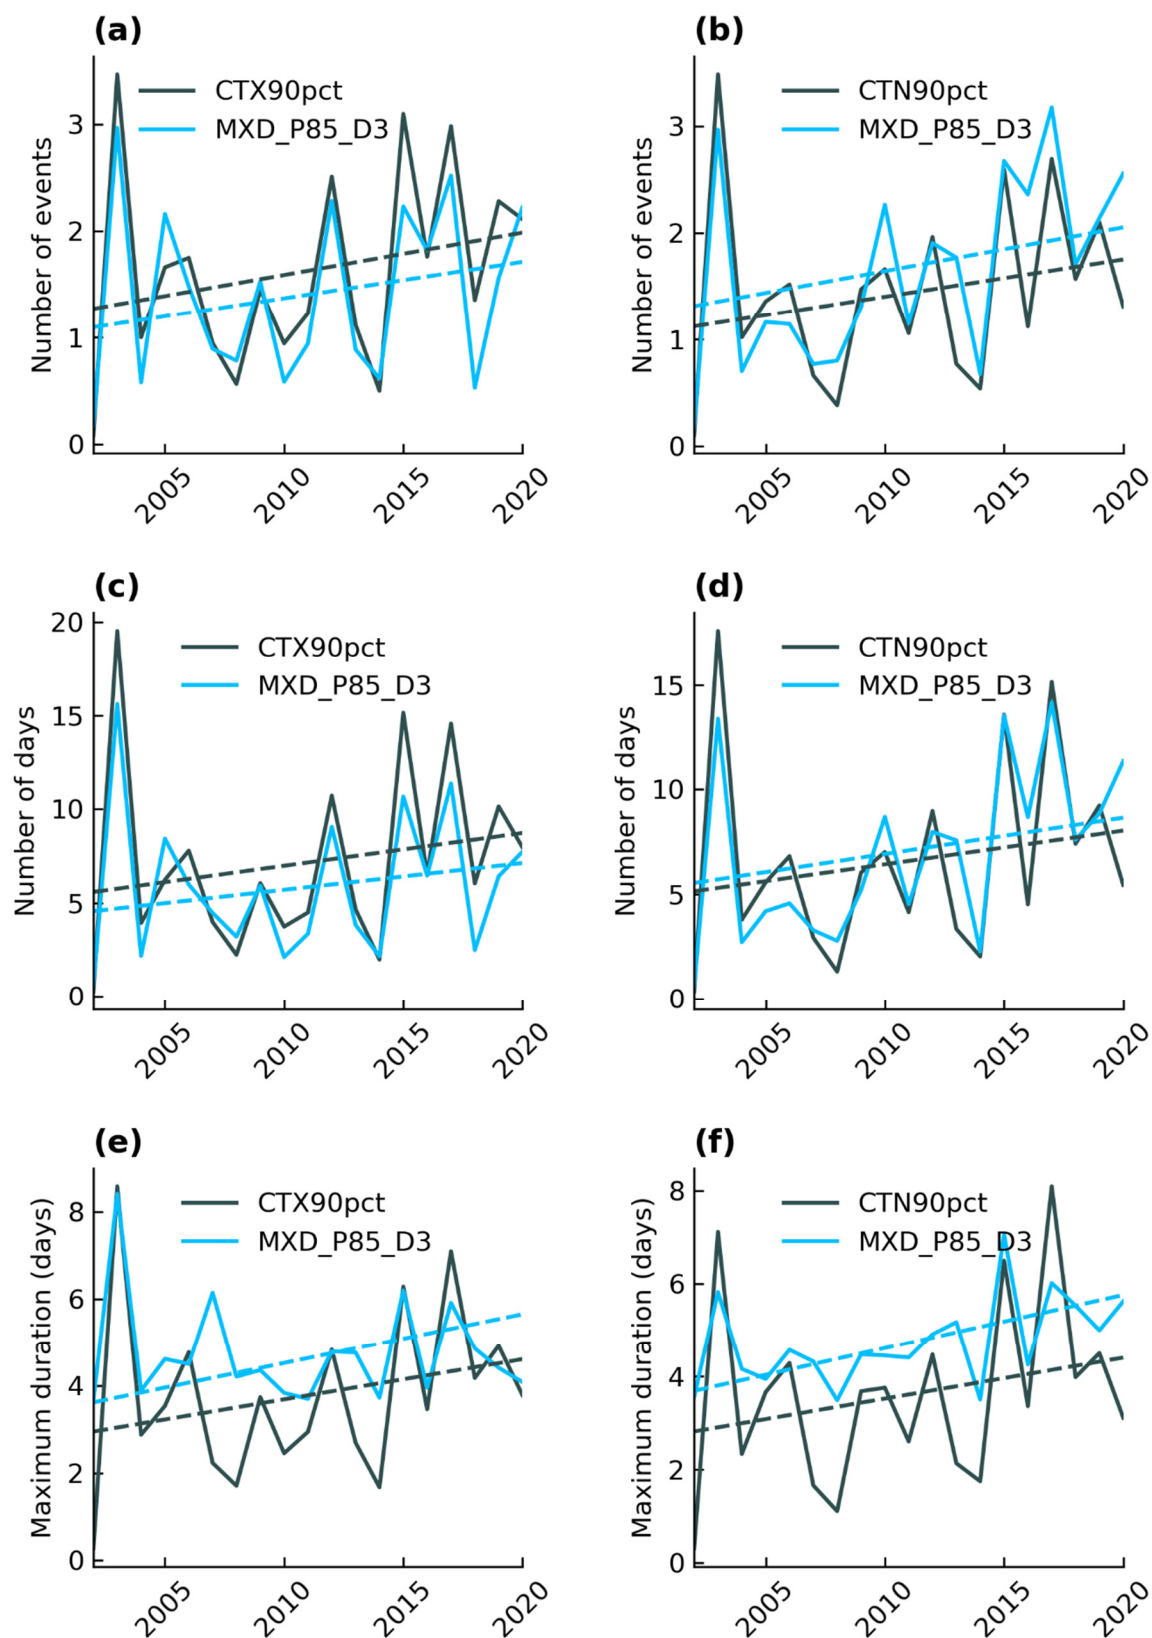 (a)
CTX90pct
MXD_P85_D3
Number of events
3
2
1
0
2005
2010
2015
2020
(b)
CTN90pct
MXD_P85_D3
Number of events
3
2
1
0
2005
2010
2015
2020
(c)
CTX90pct
MXD_P85_D3
Number of days
20
15
10
5
0
2005
2010
2015
2020
(d)
CTN90pct
MXD_P85_D3
Number of days
15
10
5
0
2005
2010
2015
2020
(e)
CTX90pct
MXD_P85_D3
Maximum duration (days)
8
6
4
2
0
2005
2010
2015
2020
(f)
CTN90pct
MXD_P85_D3
Maximum duration (days)
8
6
4
2
0
2005
2010
2015
2020